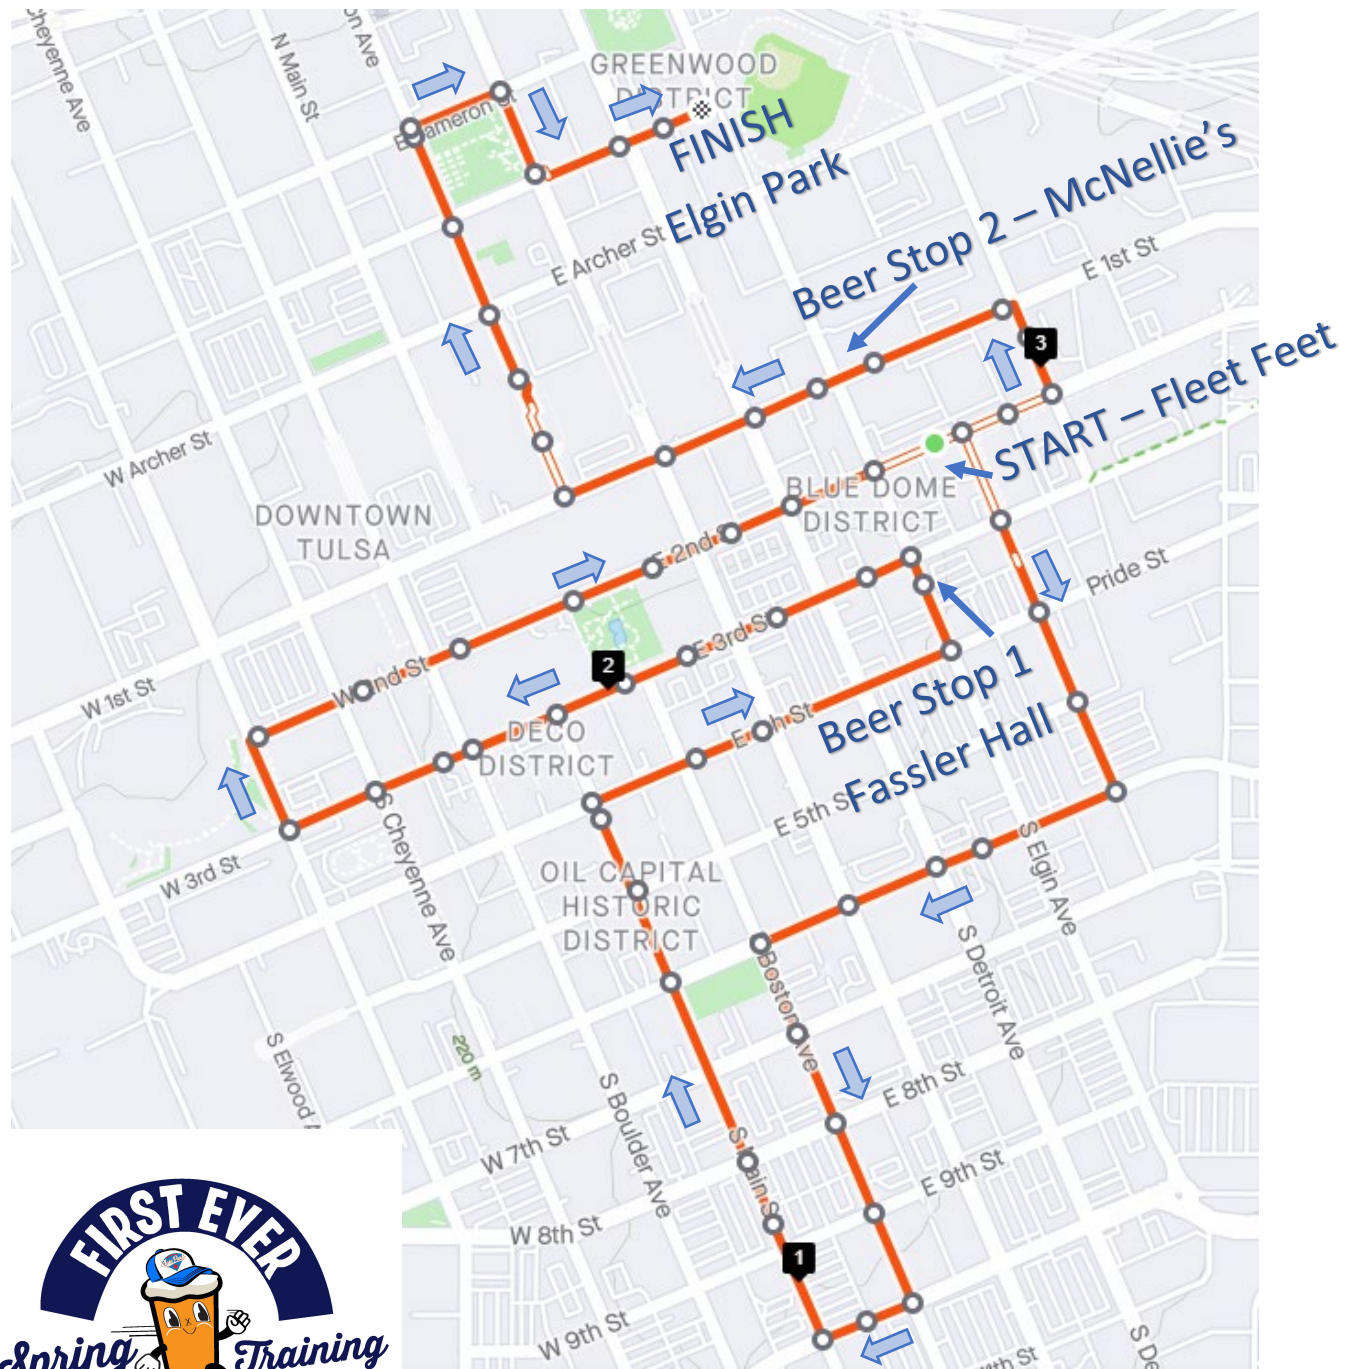 Cheyenne Ave
N Main St
on Ave
GREENWOOD
DISTRICT
E Cameron St
FINISH
Elgin Park
E Archer St
Beer Stop 2 – McNellie's
E 1st St
3
START – Fleet Feet
W Archer St
DOWNTOWN
TULSA
BLUE DOME
DISTRICT
E 2nd S
Pride St
E 3rd St
2
W 2nd St
W 1st St
DECO
DISTRICT
Beer Stop 1
Fassler Hall
S Cheyenne Ave
E 5th S
W 3rd St
S Elgin Ave
OIL CAPITAL
HISTORIC
DISTRICT
S Detroit Ave
Boston Ave
220 m
S Elwood A
S Boulder Ave
E 8th St
W 7th St
S Main S
E 9th St
W 8th St
1
W 9th St
S De
FIRST EVER
Spring Training